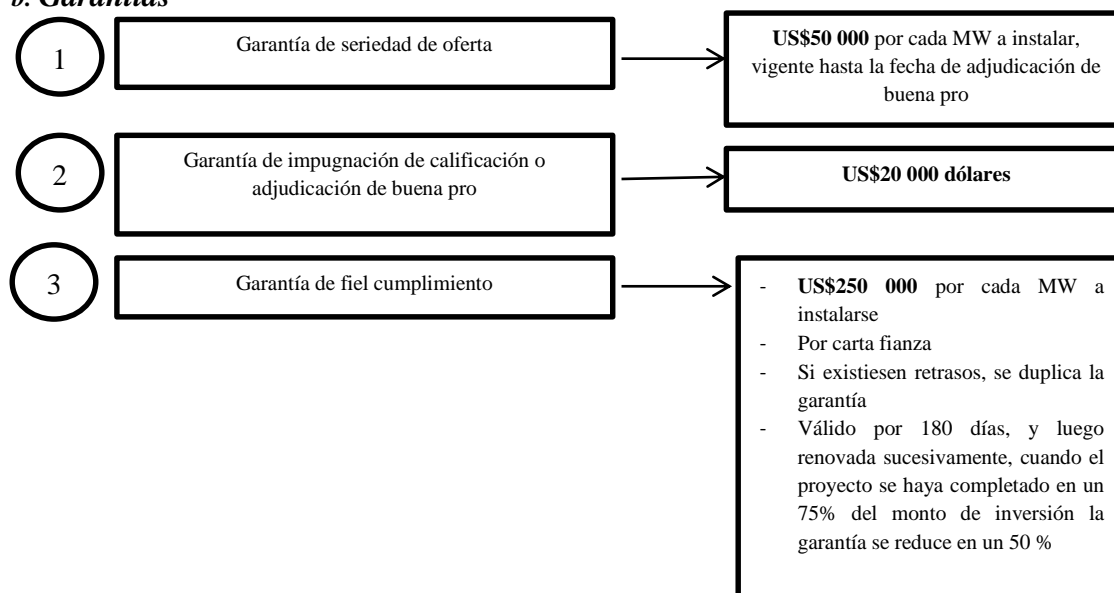 b. Garantías
1
Garantía de seriedad de oferta
US$50 000 por cada MW a instalar,
vigente hasta la fecha de adjudicación de
buena pro
2
Garantía de impugnación de calificación o
adjudicación de buena pro
US$20 000 dólares
3
Garantía de fiel cumplimiento
- US$250 000 por cada MW a
instalarse
- Por carta fianza
- Si existiesen retrasos, se duplica la
garantía
- Válido por 180 días, y luego
renovada sucesivamente, cuando el
proyecto se haya completado en un
75% del monto de inversión la
garantía se reduce en un 50 %